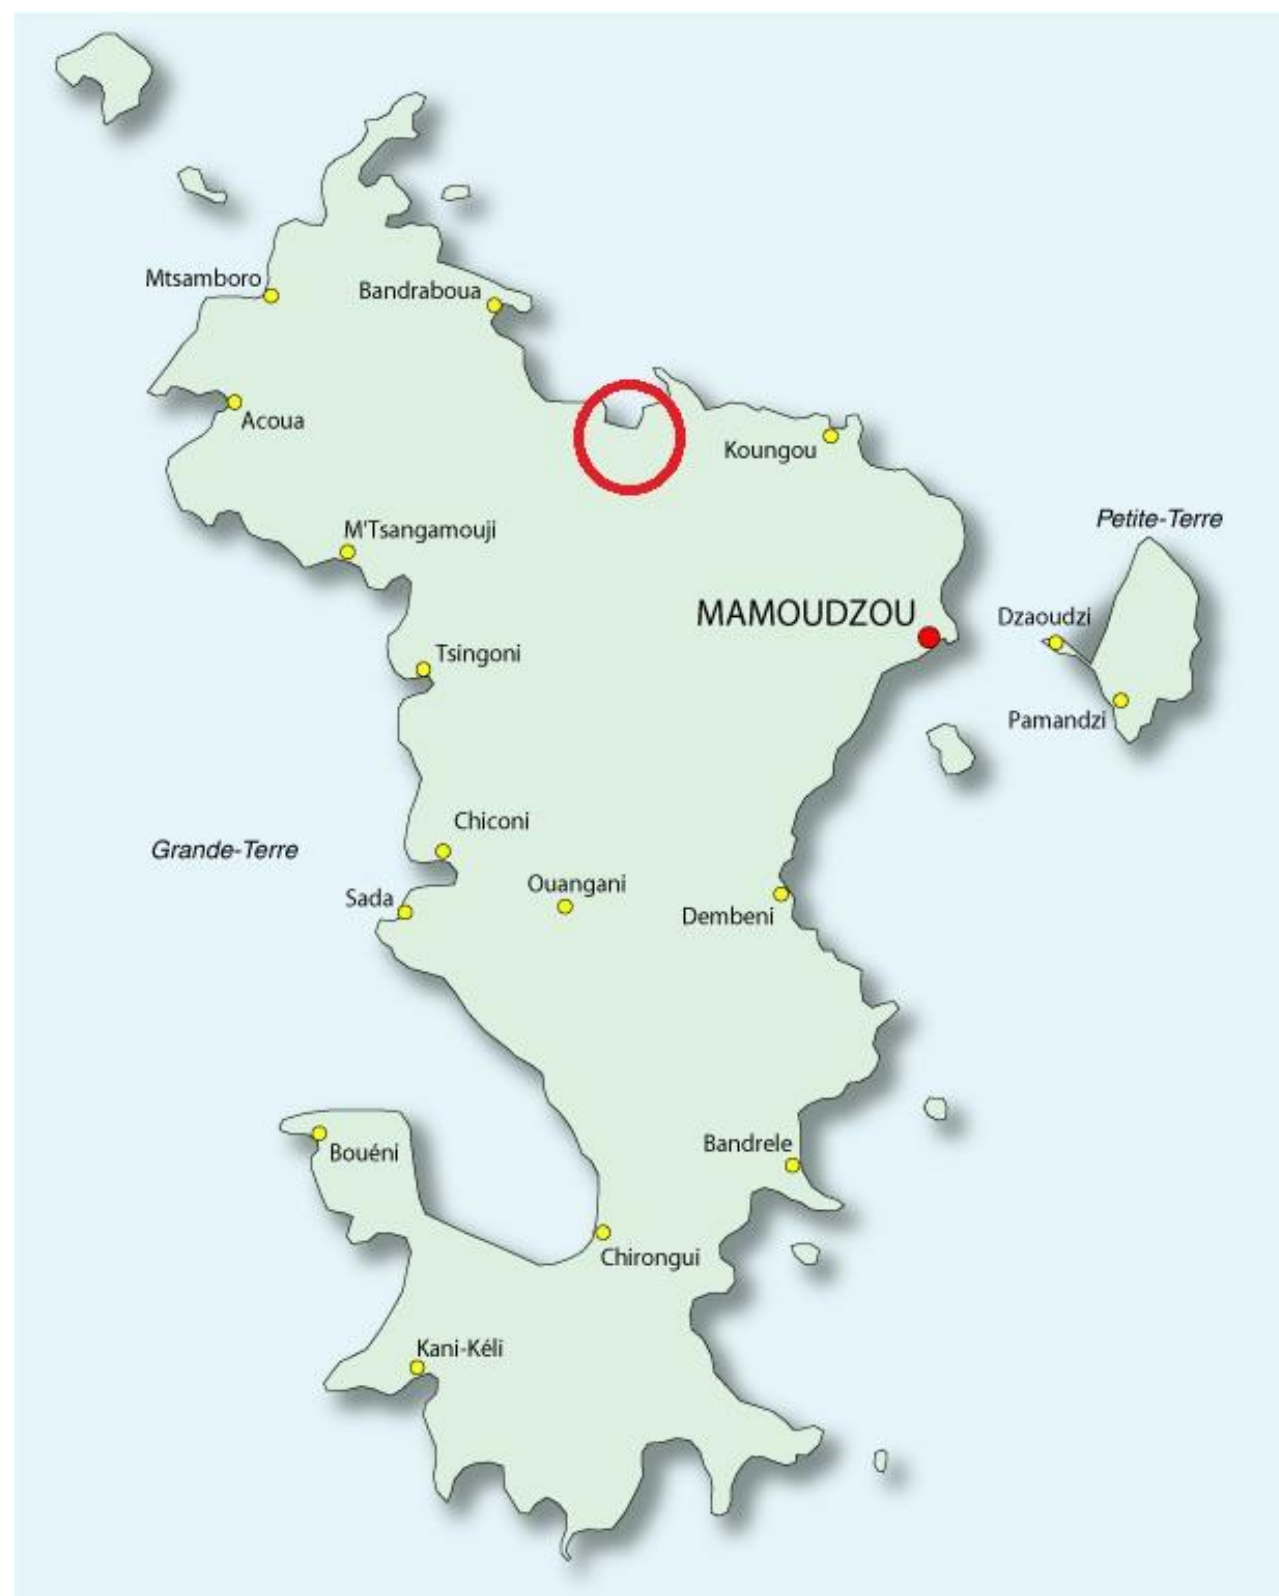 Mtsamboro
Bandraboua
Acoua
Koungou
M'Tsangamouji
Petite-Terre
MAMOUDZOU
Dzaoudzi
Tsingoni
Pamandzi
Chiconi
Grande-Terre
Ouangani
Sada
Dembeni
Bandrele
Bouéni
Chirongui
Kani-Kéli